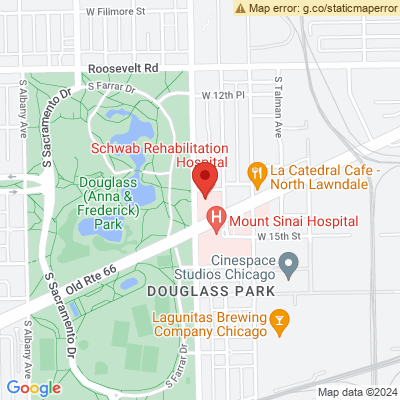 Map error: g.co/staticmaperror
W Filimore St
Roosevelt Rd
S Farrar Dr
W 12th Pl
S Albany Ave
S Sacramento Dr
S Talman Ave
Schwab Rehabilitation
Hospital
La Catedral Cafe -
North Lawndale
Douglass
(Anna &
Frederick)
Park
H
Mount Sinai Hospital
W 15th St
Old Rte 66
Cinespace
Studios Chicago
DOUGLASS PARK
Lagunitas Brewing
Company Chicago
S Sacramento Dr
S Albany Ave
S Farrar Dr
Google
Map data ©2024